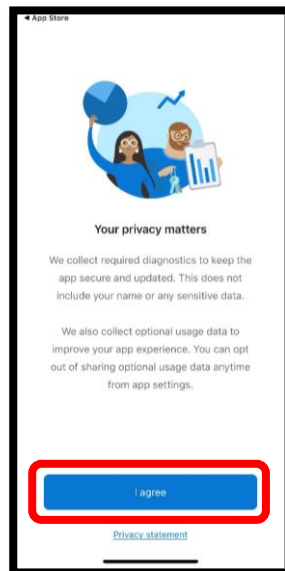 ◀ App Store
Your privacy matters
We collect required diagnostics to keep the
app secure and updated. This does not
include your name or any sensitive data.
We also collect optional usage data to
improve your app experience. You can opt
out of sharing optional usage data anytime
from app settings.
I agree
Privacy statement